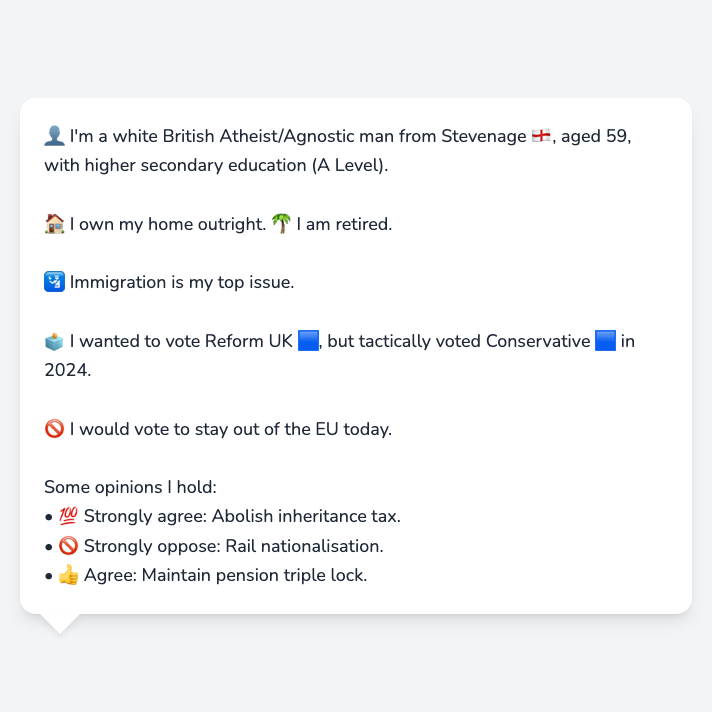 👤 I'm a white British Atheist/Agnostic man from Stevenage 🏴󠁧󠁢󠁥󠁮󠁧󠁿, aged 59,
with higher secondary education (A Level).
🏠 I own my home outright. 🌴 I am retired.
🛂 Immigration is my top issue.
🗳️ I wanted to vote Reform UK 🟦, but tactically voted Conservative 🟦 in
2024.
🚫 I would vote to stay out of the EU today.
Some opinions I hold:
• 💯 Strongly agree: Abolish inheritance tax.
• 🚫 Strongly oppose: Rail nationalisation.
• 👍 Agree: Maintain pension triple lock.